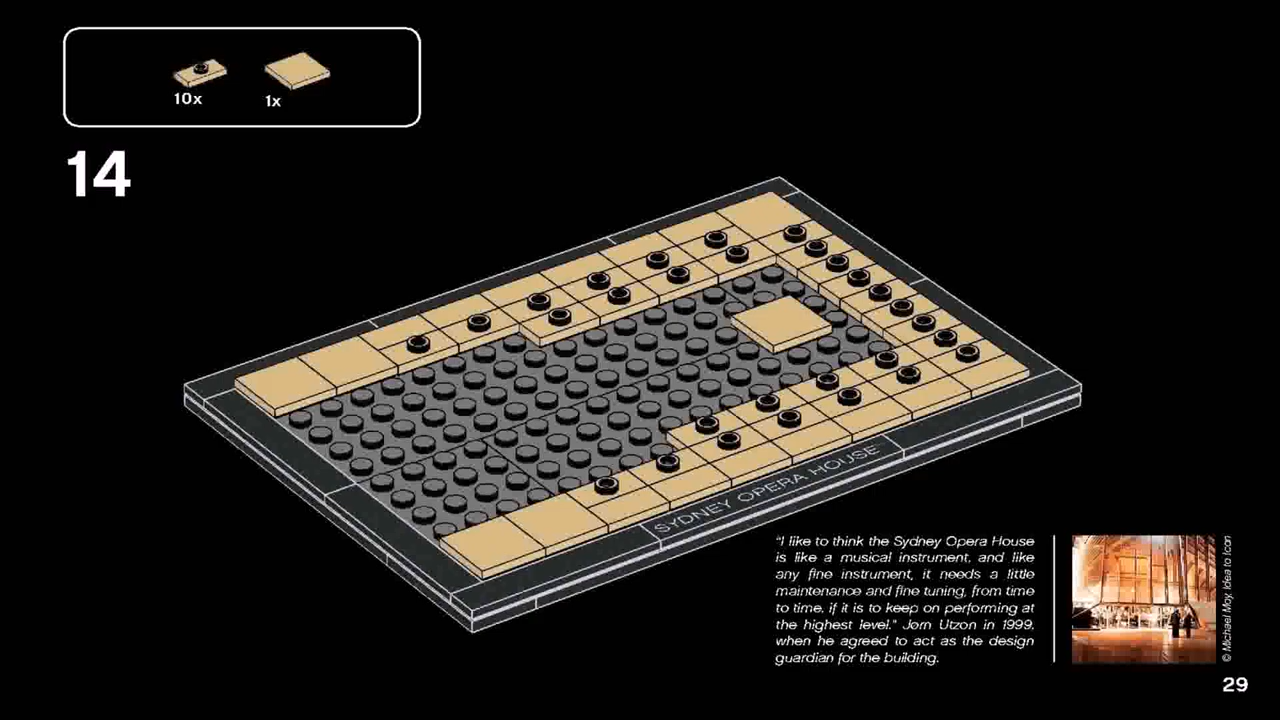 10x
1x
14
SYDNEY OPERA HOUSE
"I like to think the Sydney Opera House
is like a musical instrument, and like
any fine instrument, it needs a little
maintenance and fine tuning, from time
to time, if it is to keep on performing at
the highest level." Jørn Utzon in 1999,
when he agreed to act as the design
guardian for the building.
© Michael Moy, Idea to Icon
29